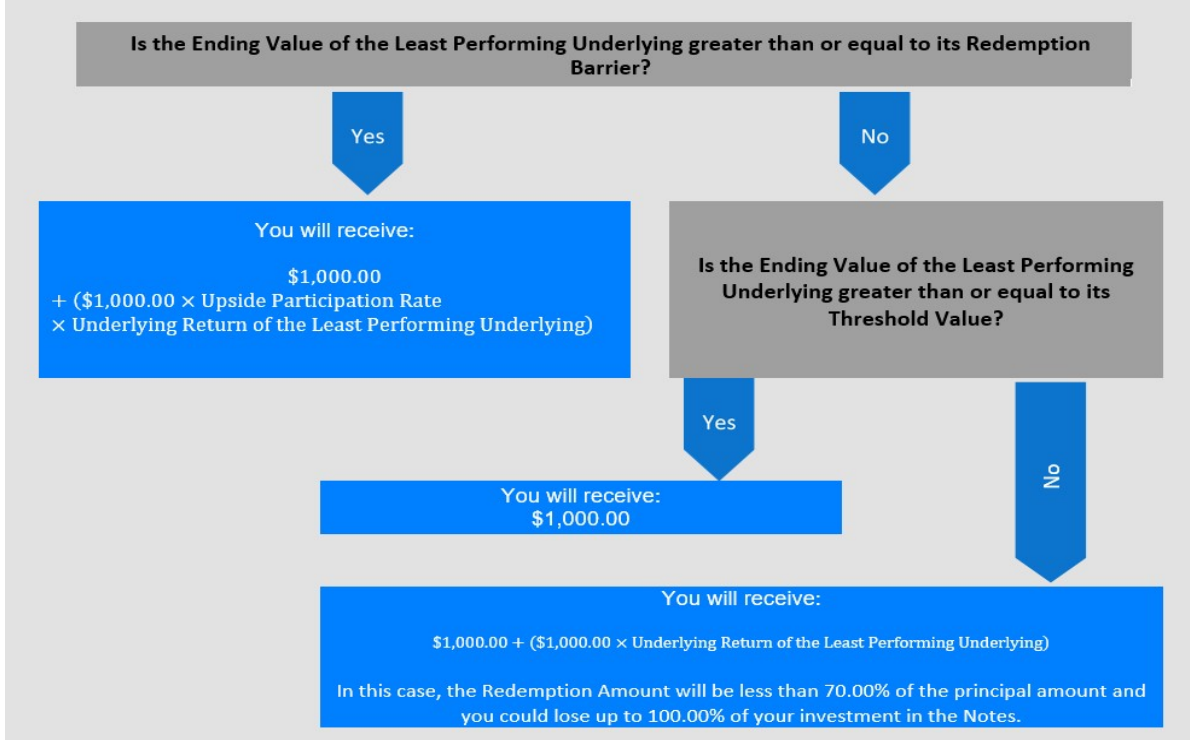 Is the Ending Value of the Least Performing Underlying greater than or equal to its Redemption
Barrier?
Yes
No
You will receive:
$1,000.00
+ ($1,000.00 × Upside Participation Rate
× Underlying Return of the Least Performing Underlying)
Is the Ending Value of the Least Performing
Underlying greater than or equal to its
Threshold Value?
Yes
No
You will receive:
$1,000.00
You will receive:
$1,000.00 + ($1,000.00 × Underlying Return of the Least Performing Underlying)
In this case, the Redemption Amount will be less than 70.00% of the principal amount and
you could lose up to 100.00% of your investment in the Notes.